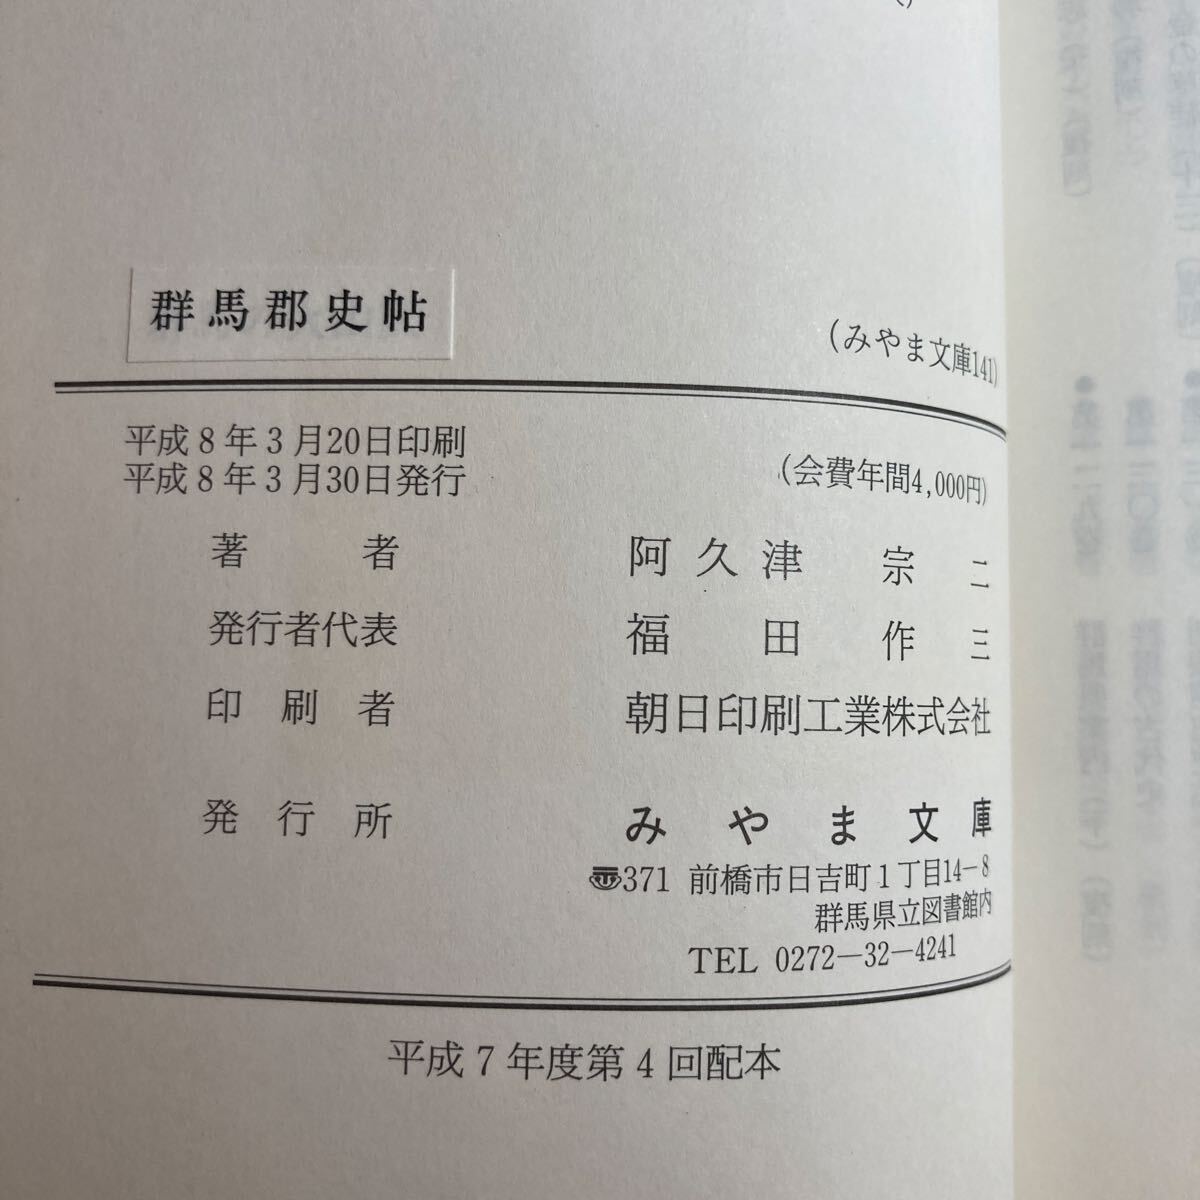 群馬郡史帖
(みやま文庫141)
平成8年3月20日印刷
平成8年3月30日発行
(会費年間4,000円)
著者 阿久津宗二
発行者代表 福田作三
印刷者 朝日印刷工業株式会社
発行所 みやま文庫
〠371 前橋市日吉町1丁目14-8
群馬県立図書館内
TEL 0272-32-4241
平成7年度第4回配本